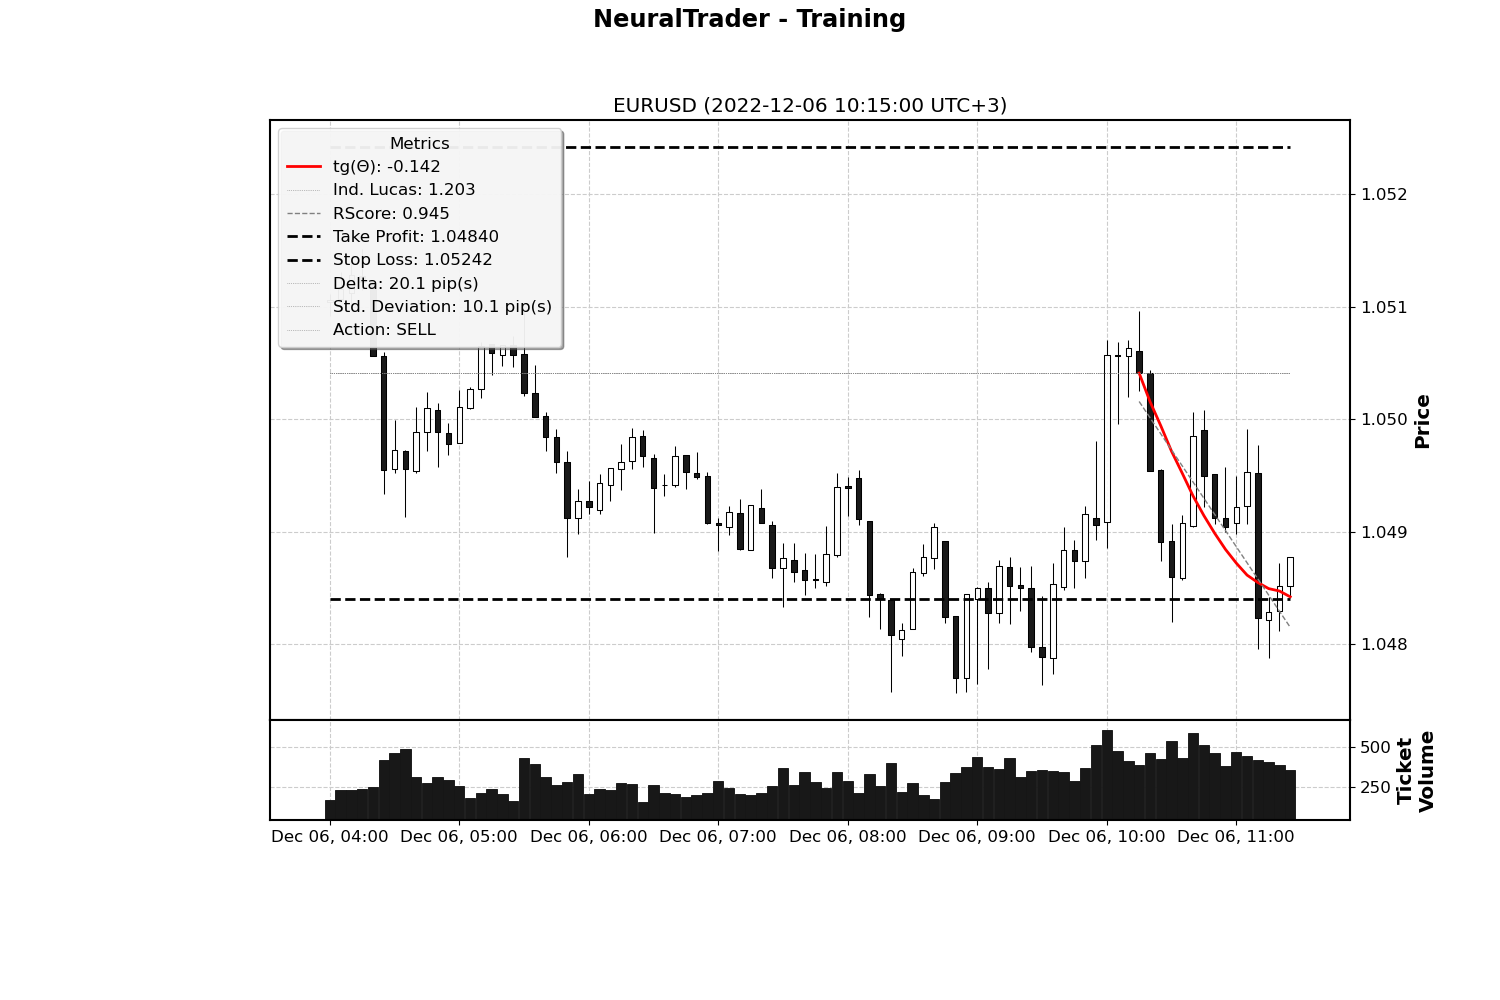 NeuralTrader - Training
EURUSD (2022-12-06 10:15:00 UTC+3)
Metrics
tg(Θ): -0.142
Ind. Lucas: 1.203
RScore: 0.945
Take Profit: 1.04840
Stop Loss: 1.05242
Delta: 20.1 pip(s)
Std. Deviation: 10.1 pip(s)
Action: SELL
1.052
1.051
1.050
1.049
1.048
Price
500
250
Ticket
Volume
Dec 06, 04:00 Dec 06, 05:00 Dec 06, 06:00 Dec 06, 07:00 Dec 06, 08:00 Dec 06, 09:00 Dec 06, 10:00 Dec 06, 11:00